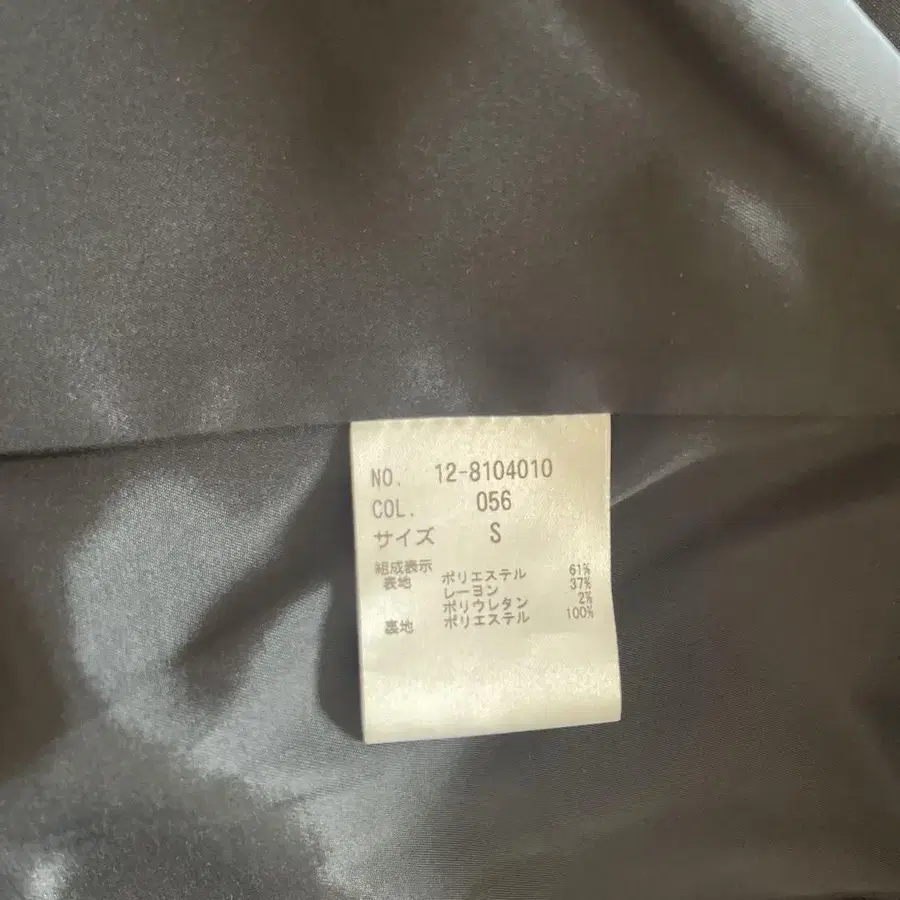 NO. 12-8104010
COL. 056
サイズ S
組成表示
表地 ポリエステル 61%
レーヨン 37%
ポリウレタン 2%
裏地 ポリエステル 100%